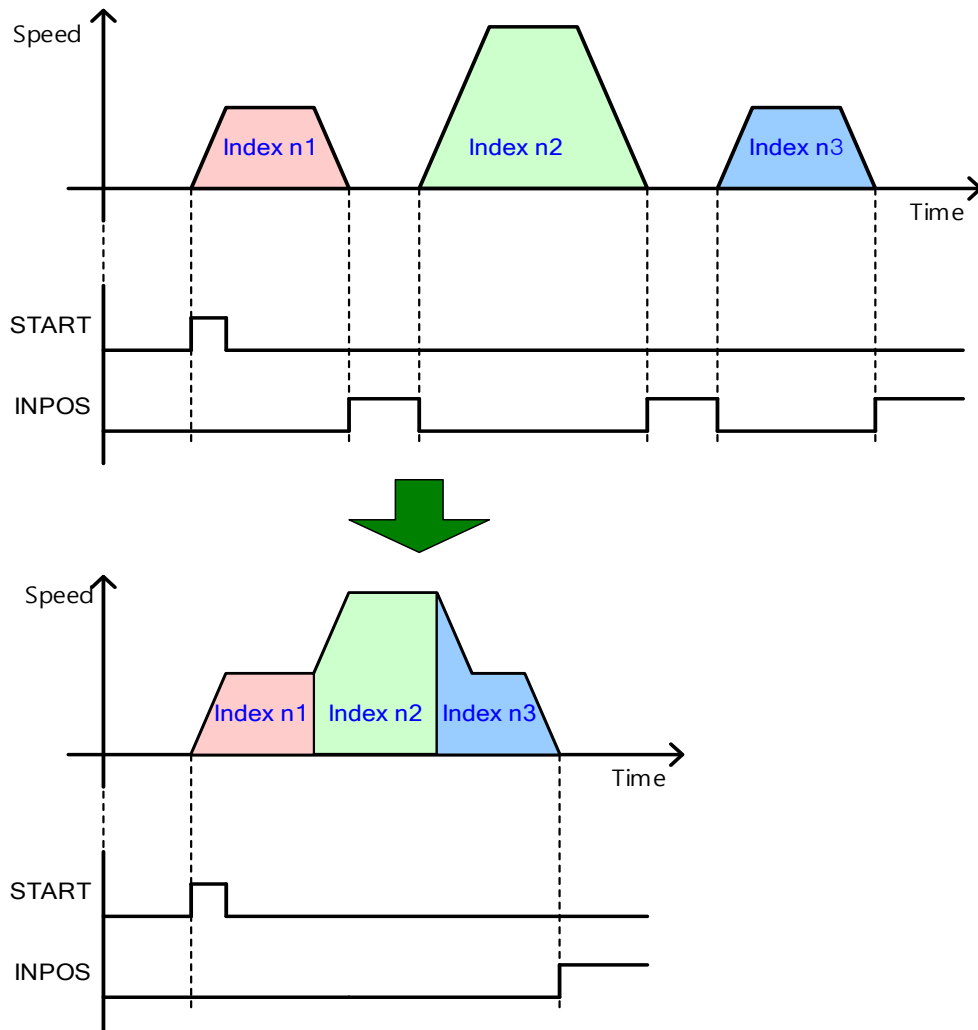 Speed
Index n1
Index n2
Index n3
Time
START
INPOS
Speed
Index n1
Index n2
Index n3
Time
START
INPOS